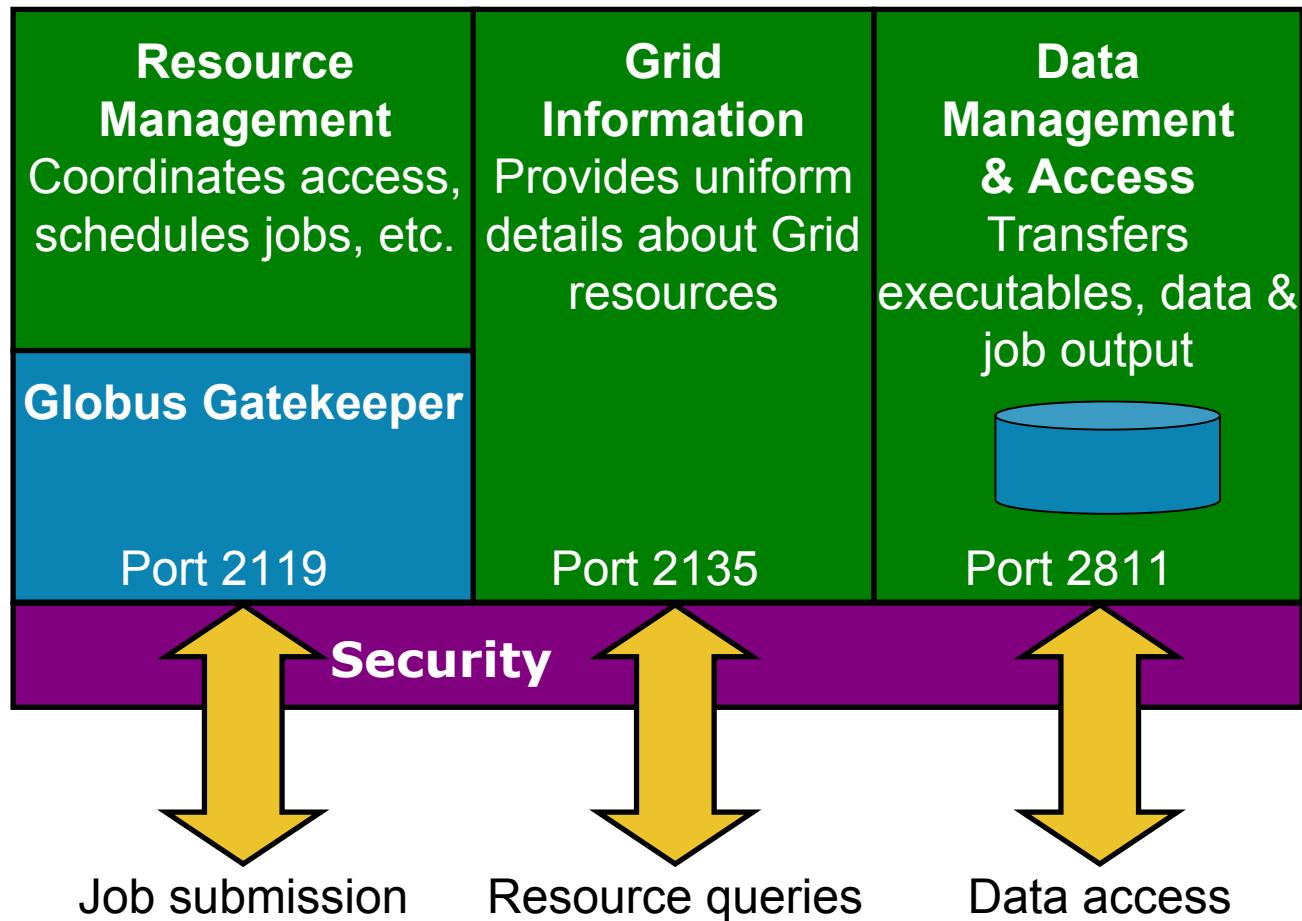 Resource
Management
Coordinates access,
schedules jobs, etc.
Globus Gatekeeper
Port 2119
Grid
Information
Provides uniform
details about Grid
resources
Port 2135
Data
Management
& Access
Transfers
executables, data &
job output
Port 2811
Security
Job submission
Resource queries
Data access